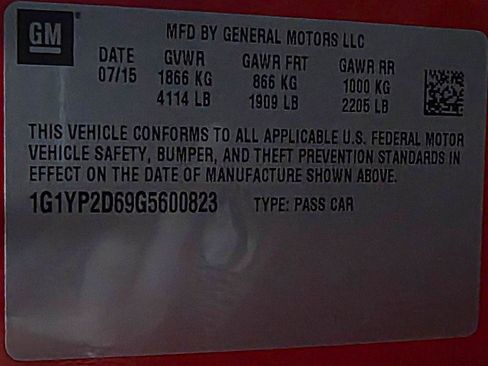 GM
MFD BY GENERAL MOTORS LLC
DATE GVWR GAWR FRT GAWR RR
07/15 1866 KG 866 KG 1000 KG
4114 LB 1909 LB 2205 LB
THIS VEHICLE CONFORMS TO ALL APPLICABLE U.S. FEDERAL MOTOR
VEHICLE SAFETY, BUMPER, AND THEFT PREVENTION STANDARDS IN
EFFECT ON THE DATE OF MANUFACTURE SHOWN ABOVE.
1G1YP2D69G5600823 TYPE: PASS CAR